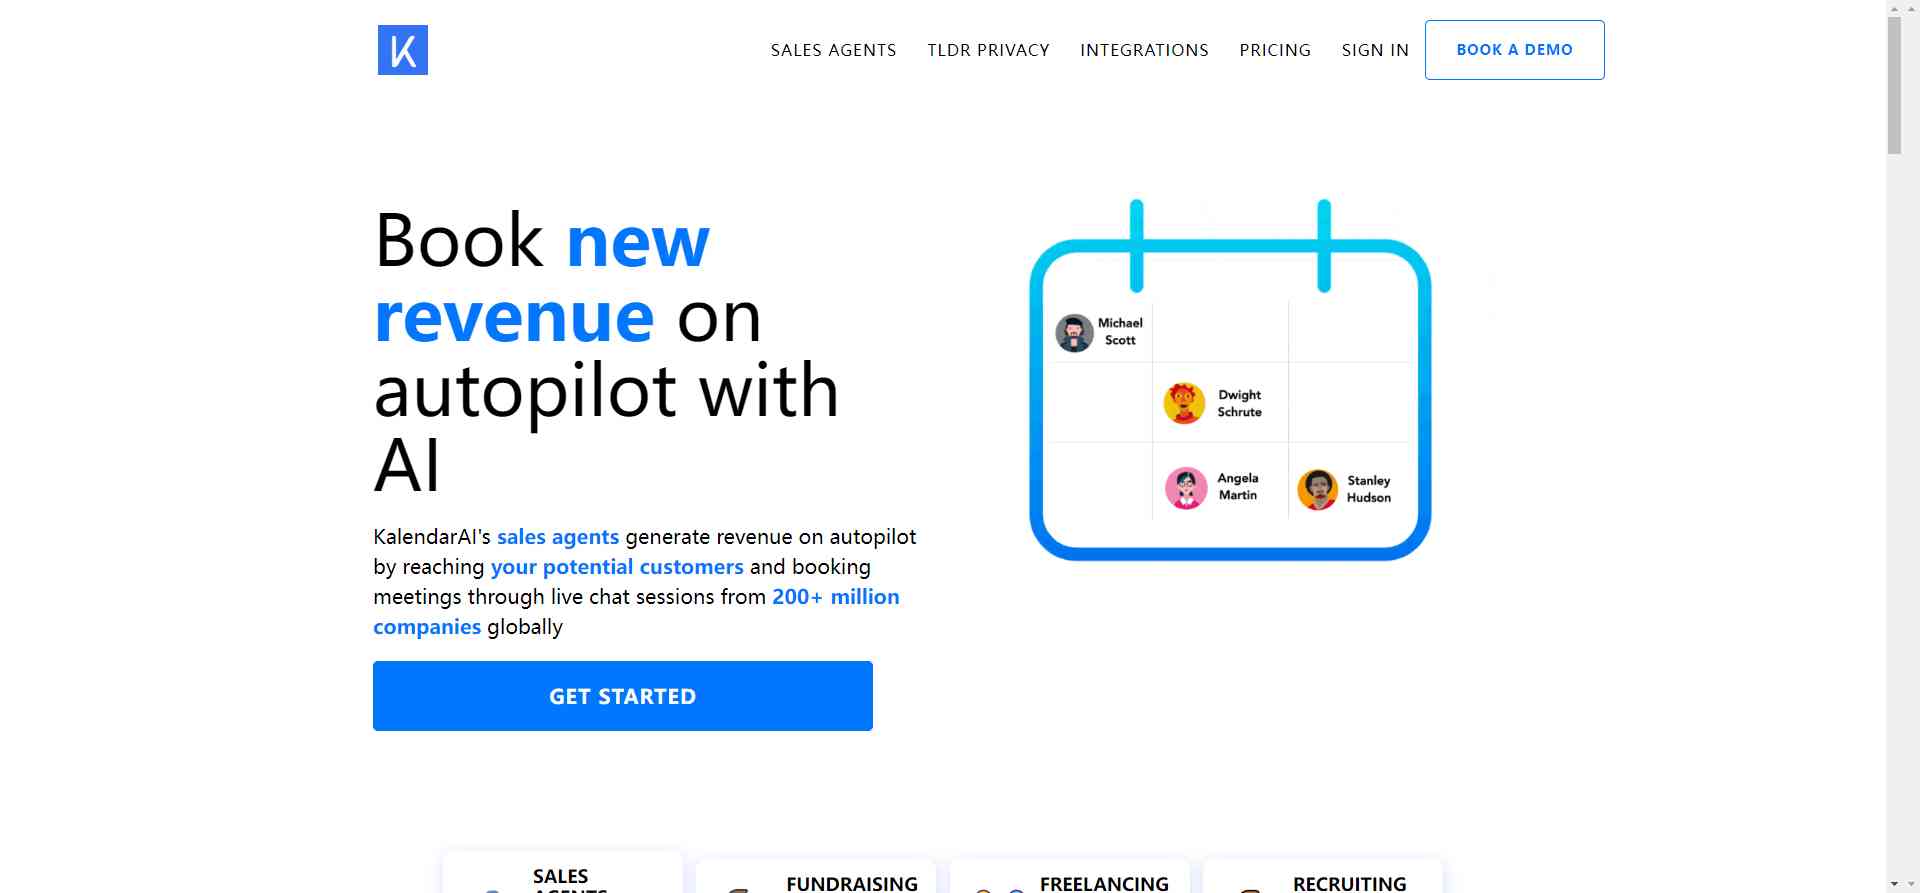 K
SALES AGENTS
TLDR PRIVACY
INTEGRATIONS
PRICING
SIGN IN
BOOK A DEMO
Book new
revenue on
autopilot with
AI
KalendarAI's sales agents generate revenue on autopilot
by reaching your potential customers and booking
meetings through live chat sessions from 200+ million
companies globally
GET STARTED
Michael
Scott
Dwight
Schrute
Angela
Martin
Stanley
Hudson
SALES
AGENTS
FUNDRAISING
FREELANCING
RECRUITING